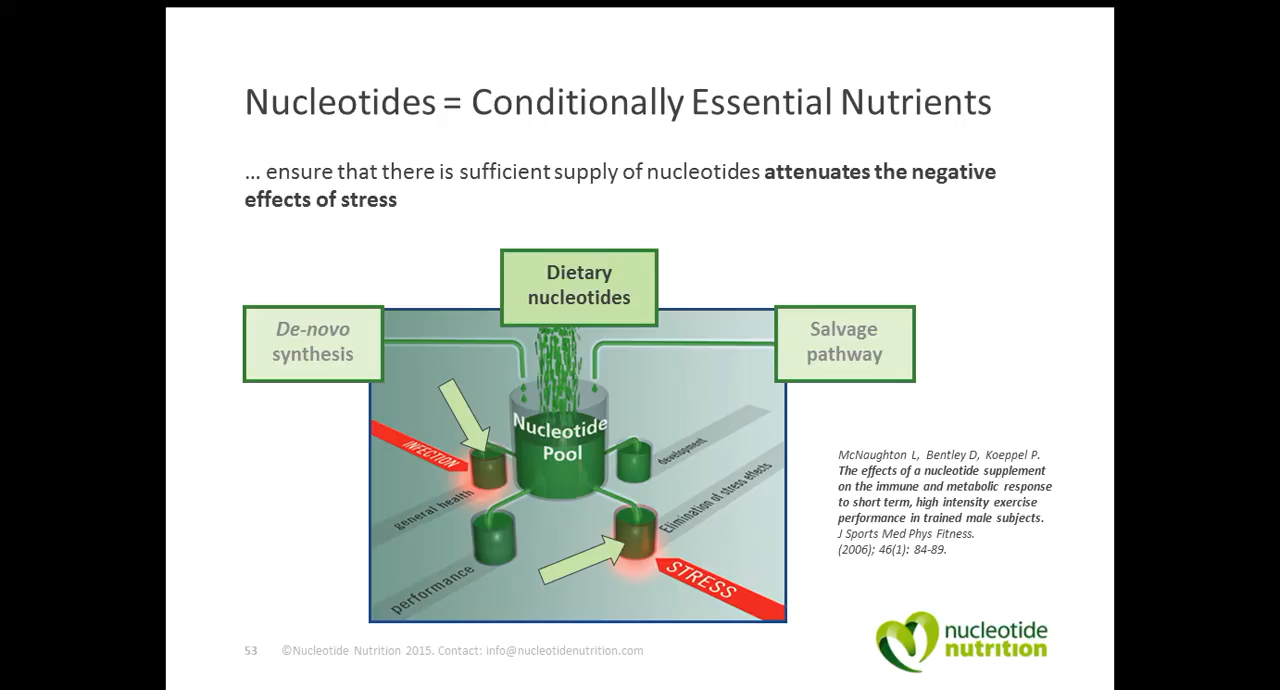 Nucleotides = Conditionally Essential Nutrients
... ensure that there is sufficient supply of nucleotides attenuates the negative
effects of stress
Dietary
nucleotides
De-novo
synthesis
Salvage
pathway
Nucleotide
Pool
INFECTION
general health
performance
development
Elimination of stress effects
STRESS
McNaughton L, Bentley D, Koeppel P.
The effects of a nucleotide supplement
on the immune and metabolic response
to short term, high intensity exercise
performance in trained male subjects.
J Sports Med Phys Fitness.
(2006); 46(1): 84-89.
53 ©Nucleotide Nutrition 2015. Contact: info@nucleotidenutrition.com
nucleotide
nutrition